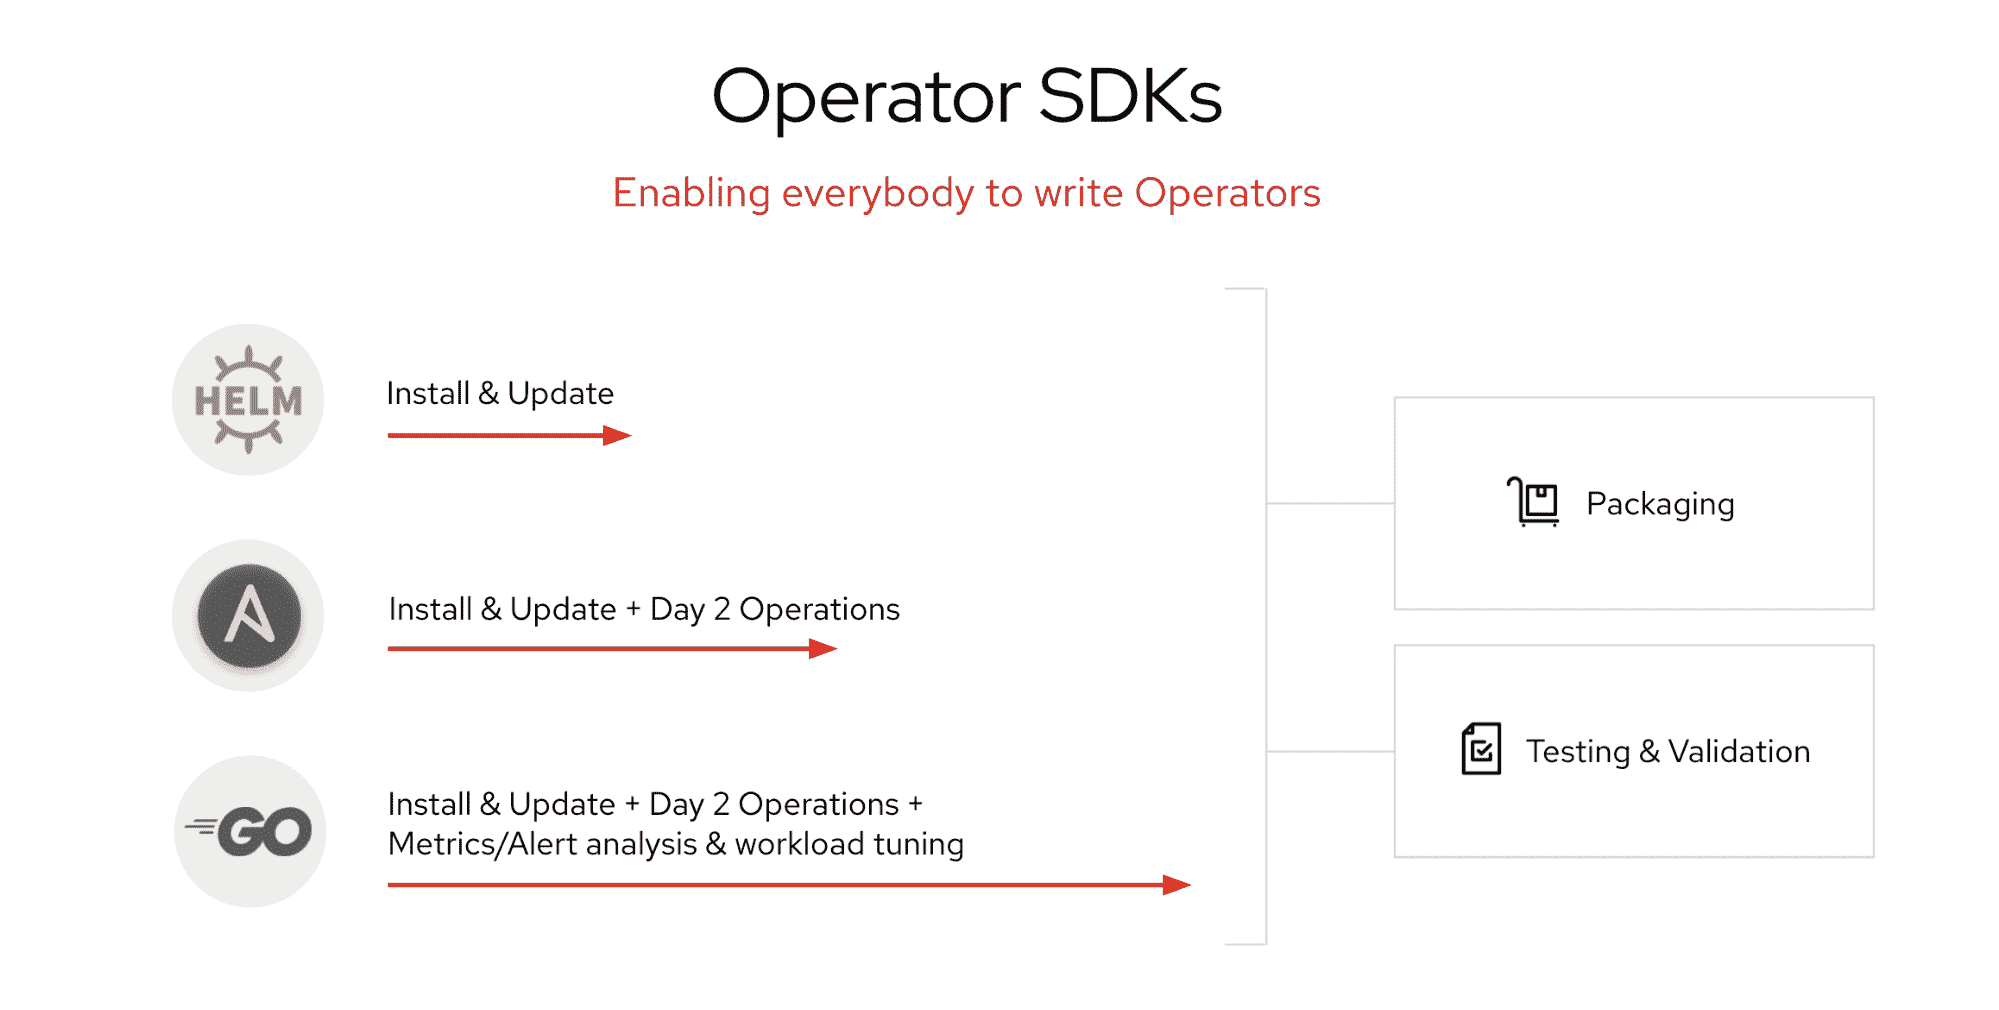 Operator SDKs
Enabling everybody to write Operators
HELM
Install & Update
Install & Update + Day 2 Operations
GO
Install & Update + Day 2 Operations +
Metrics/Alert analysis & workload tuning
Packaging
Testing & Validation